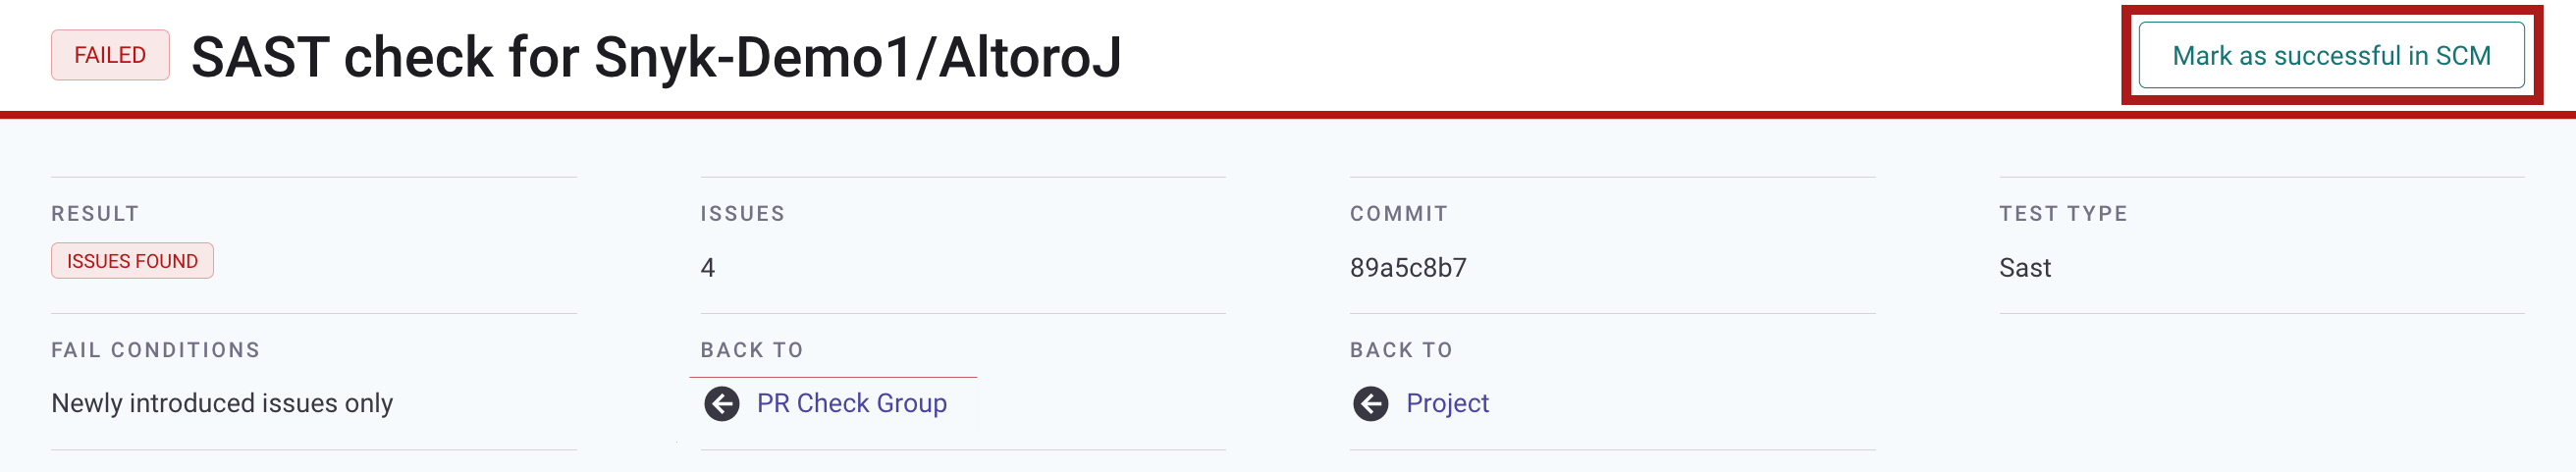 FAILED SAST check for Snyk-Demo1/AltoroJ Mark as successful in SCM
RESULT ISSUES COMMIT TEST TYPE
ISSUES FOUND 4 89a5c8b7 Sast
FAIL CONDITIONS BACK TO BACK TO
Newly introduced issues only PR Check Group Project